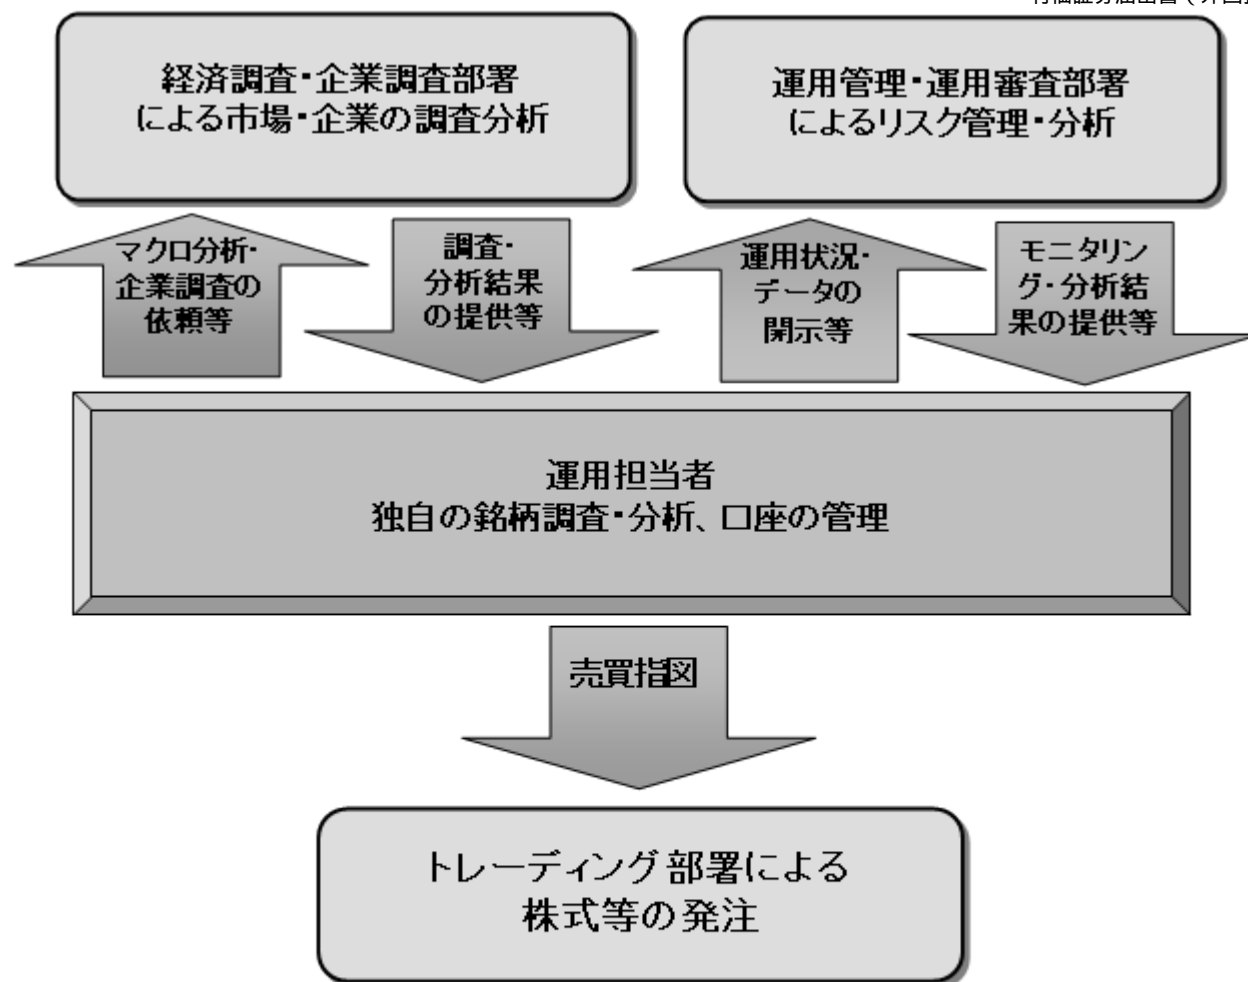 経済調査・企業調査部署
による市場・企業の調査分析
運用管理・運用審査部署
によるリスク管理・分析
マクロ分析・
企業調査の
依頼等
調査・
分析結果
の提供等
運用状況・
データの
開示等
モニタリン
グ・分析結
果の提供等
運用担当者
独自の銘柄調査・分析、口座の管理
売買指図
トレーディング部署による
株式等の発注